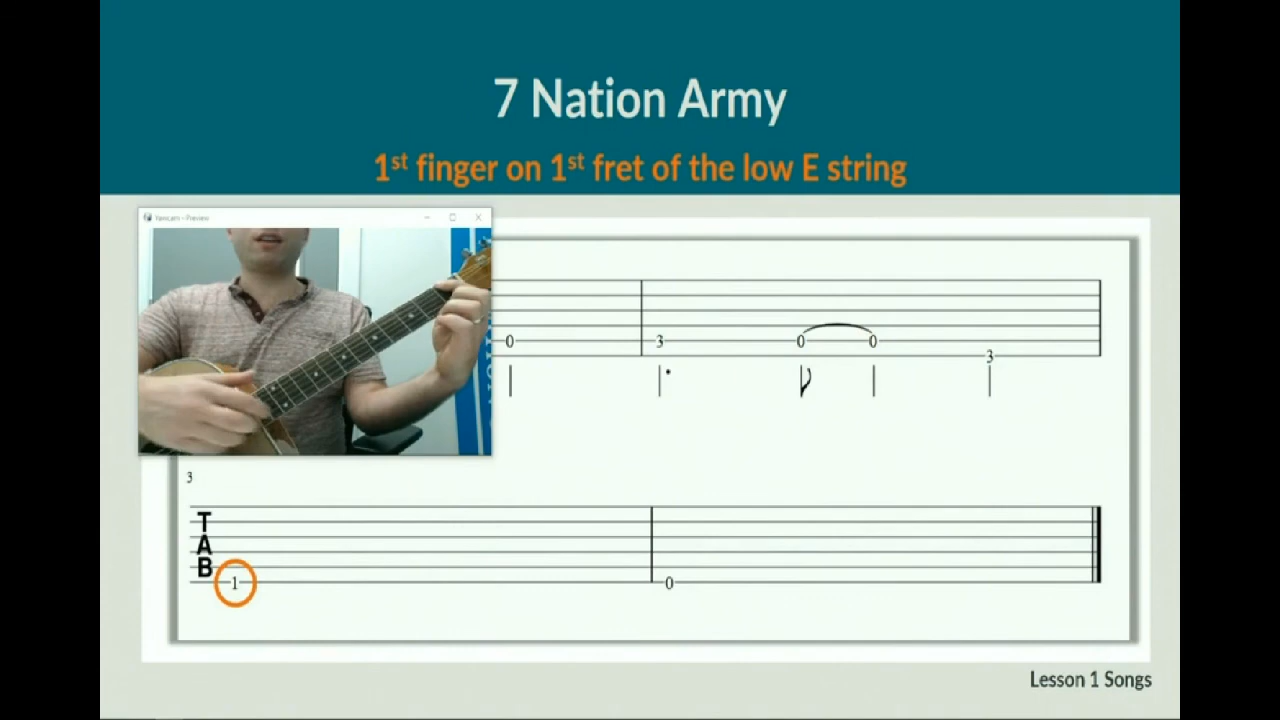 7 Nation Army
1st finger on 1st fret of the low E string
0
3
0
0
3
3
T
A
B
1
0
Lesson 1 Songs